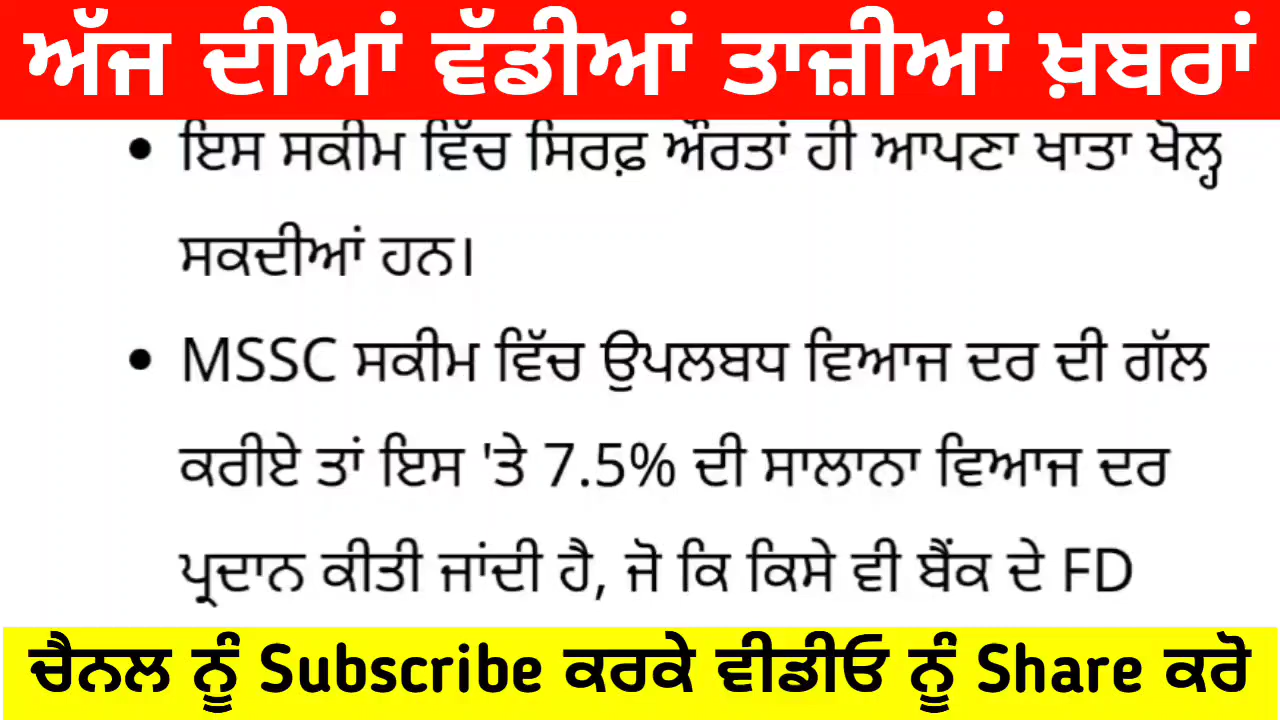 ਅੱਜ ਦੀਆਂ ਵੱਡੀਆਂ ਤਾਜ਼ੀਆਂ ਖ਼ਬਰਾਂ
• ਇਸ ਸਕੀਮ ਵਿੱਚ ਸਿਰਫ਼ ਔਰਤਾਂ ਹੀ ਆਪਣਾ ਖਾਤਾ ਖੋਲ੍ਹ
ਸਕਦੀਆਂ ਹਨ।
• MSSC ਸਕੀਮ ਵਿੱਚ ਉਪਲਬਧ ਵਿਆਜ ਦਰ ਦੀ ਗੱਲ
ਕਰੀਏ ਤਾਂ ਇਸ 'ਤੇ 7.5% ਦੀ ਸਾਲਾਨਾ ਵਿਆਜ ਦਰ
ਪ੍ਰਦਾਨ ਕੀਤੀ ਜਾਂਦੀ ਹੈ, ਜੋ ਕਿ ਕਿਸੇ ਵੀ ਬੈਂਕ ਦੇ FD
ਚੈਨਲ ਨੂੰ Subscribe ਕਰਕੇ ਵੀਡੀਓ ਨੂੰ Share ਕਰੋ